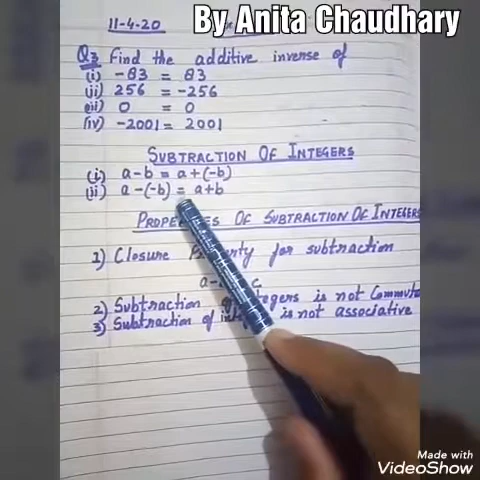 By Anita Chaudhary
11-4-20
Q3 Find the additive inverse of
(i) -83 = 83
(ii) 256 = -256
(iii) 0 = 0
(iv) -2001 = 2001
SUBTRACTION OF INTEGERS
(i) a-b = a+(-b)
(ii) a-(-b) = a+b
OF SUBTRACTION OF INTEGERS
1) Closure for subtraction
2) Subtraction is not
3) Subtraction of is not associative
Made with
VideoShow